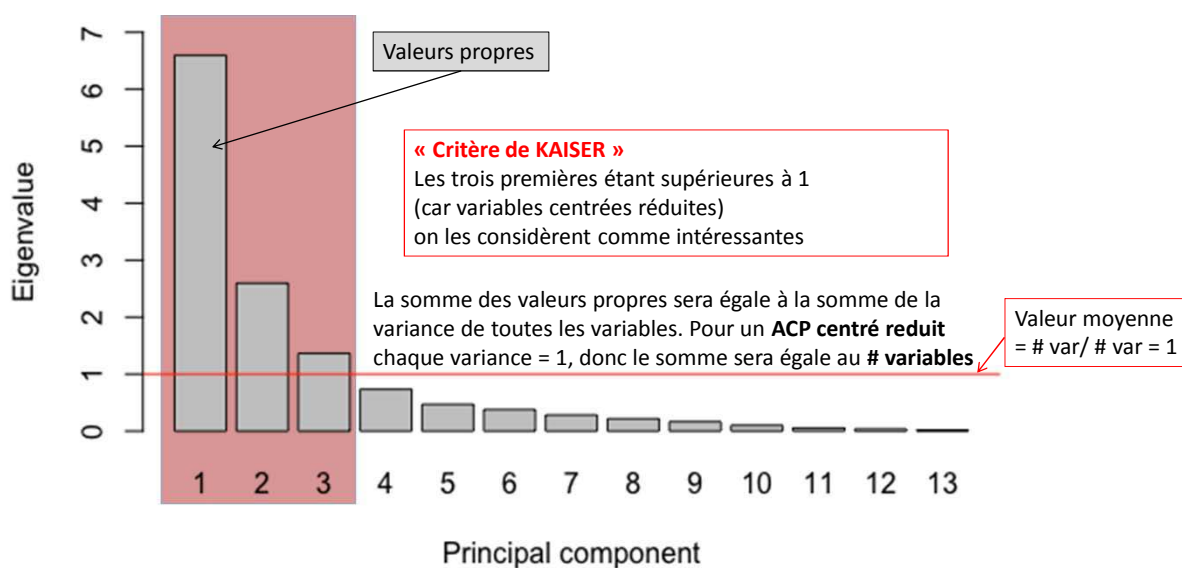 Valeurs propres
« Critère de KAISER »
Les trois premières étant supérieures à 1
(car variables centrées réduites)
on les considèrent comme intéressantes
La somme des valeurs propres sera égale à la somme de la
variance de toutes les variables. Pour un ACP centré reduit
chaque variance = 1, donc le somme sera égale au # variables
Valeur moyenne
= # var/ # var = 1
Eigenvalue
7
6
5
4
3
2
1
0
1 2 3 4 5 6 7 8 9 10 11 12 13
Principal component